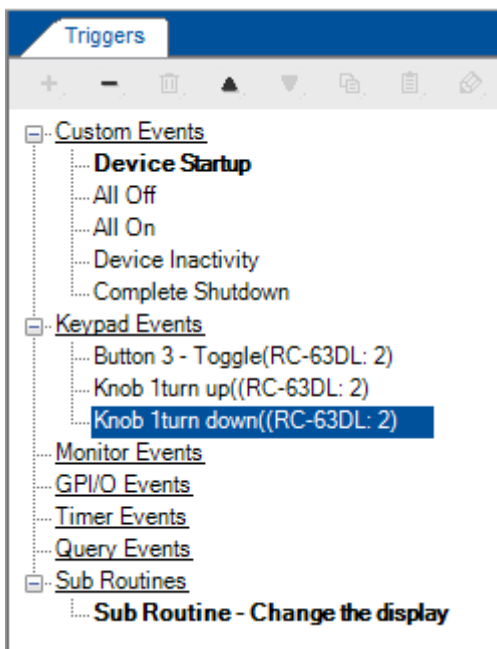 Triggers
Custom Events
Device Startup
All Off
All On
Device Inactivity
Complete Shutdown
Keypad Events
Button 3 - Toggle(RC-63DL: 2)
Knob 1turn up((RC-63DL: 2)
Knob 1turn down((RC-63DL: 2)
Monitor Events
GPI/O Events
Timer Events
Query Events
Sub Routines
Sub Routine - Change the display